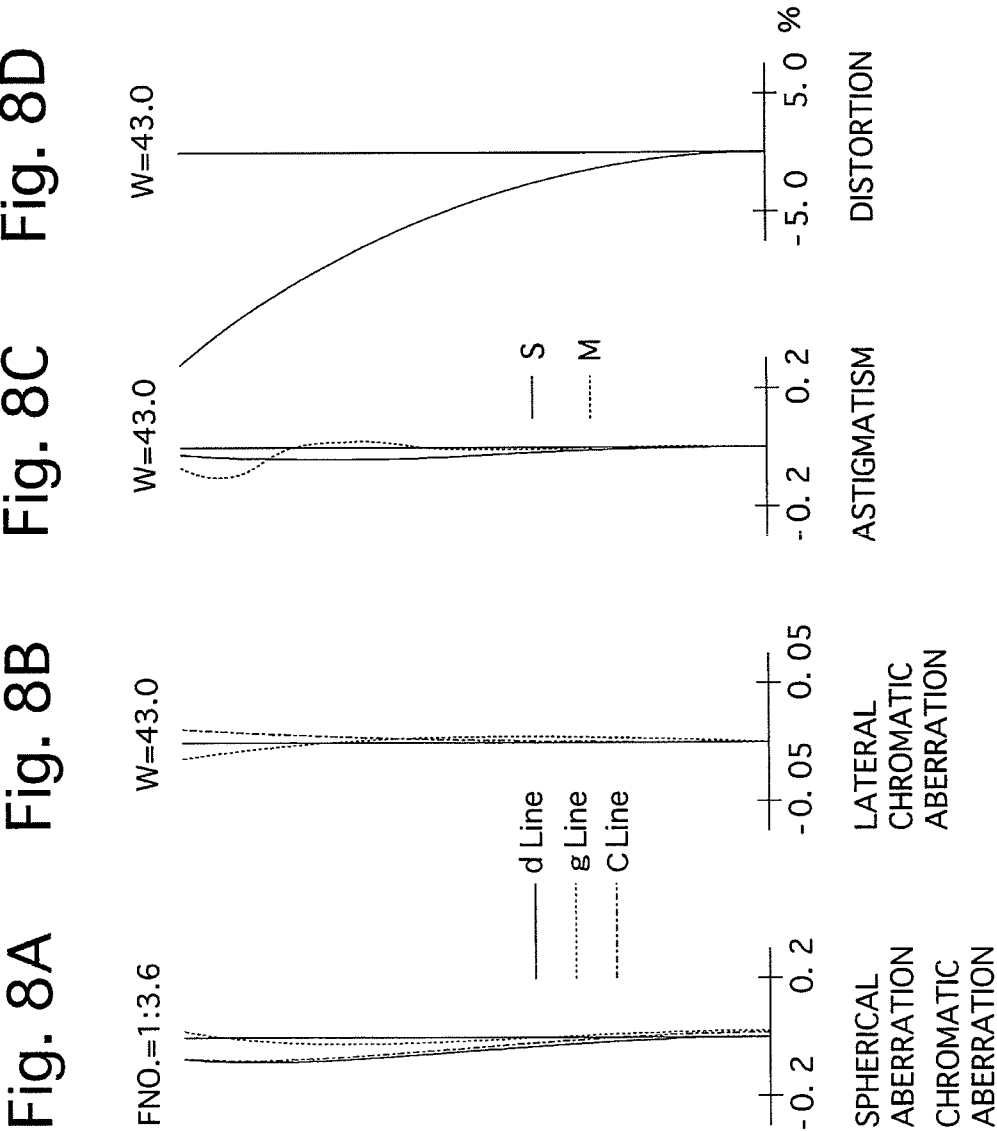 Fig. 8A
FNO.=1:3.6
-0.2
0.2
SPHERICAL
ABERRATION
CHROMATIC
ABERRATION
d Line
g Line
C Line
Fig. 8B
W=43.0
-0.05
0.05
LATERAL
CHROMATIC
ABERRATION
Fig. 8C
W=43.0
S
M
-0.2
0.2
ASTIGMATISM
Fig. 8D
W=43.0
-5.0
5.0
%
DISTORTION